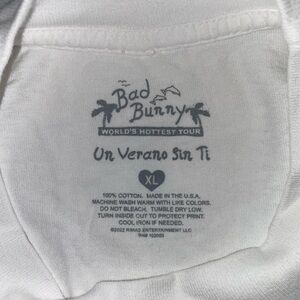 Bad
Bunny
WORLD'S HOTTEST TOUR
Un Verano Sin Ti
XL
100% COTTON. MADE IN THE U.S.A.
MACHINE WASH WARM WITH LIKE COLORS.
DO NOT BLEACH. TUMBLE DRY LOW.
TURN INSIDE OUT TO PROTECT PRINT.
COOL IRON IF NEEDED.
©2022 RIMAS ENTERTAINMENT LLC